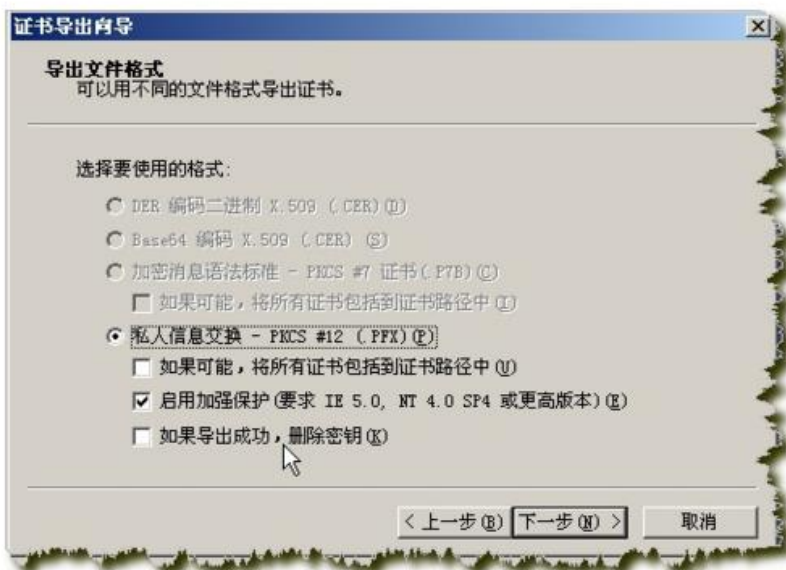 证书导出向导
导出文件格式
可以用不同的文件格式导出证书。
选择要使用的格式:
DER 编码二进制 X.509 (.CER)(D)
Base64 编码 X.509 (.CER) (S)
加密消息语法标准 - PKCS #7 证书(.P7B)(C)
如果可能，将所有证书包括到证书路径中(I)
私人信息交换 - PKCS #12 (.PFX)(P)
如果可能，将所有证书包括到证书路径中(U)
启用加强保护(要求 IE 5.0, NT 4.0 SP4 或更高版本)(E)
如果导出成功，删除密钥(K)
< 上一步(B) 下一步(N) > 取消